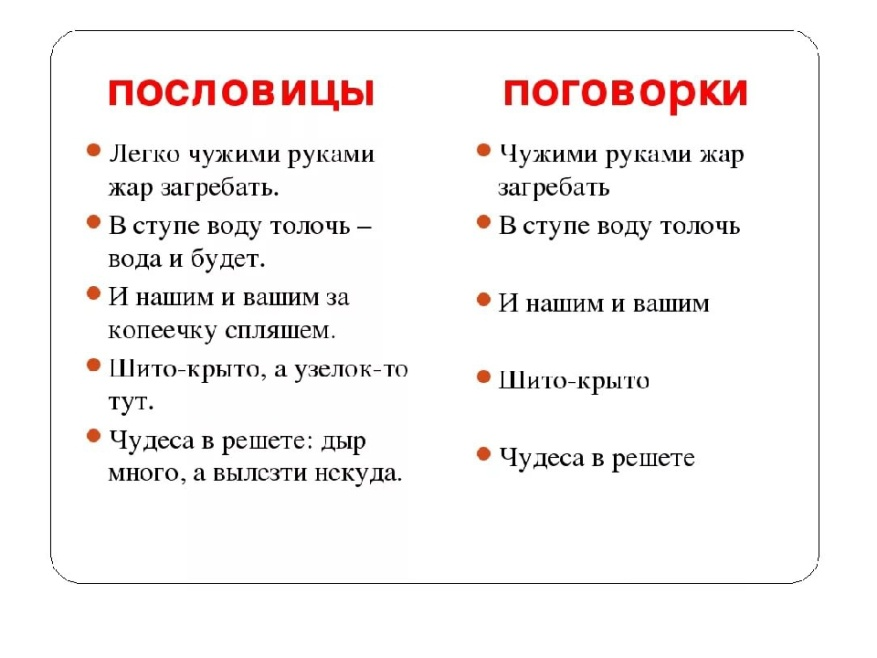 пословицы
Легко чужими руками
жар загребать.
В ступе воду толочь –
вода и будет.
И нашим и вашим за
копеечку спляшем.
Шито-крыто, а узелок-то
тут.
Чудеса в решете: дыр
много, а вылезти некуда.
поговорки
Чужими руками жар
загребать
В ступе воду толочь
И нашим и вашим
Шито-крыто
Чудеса в решете